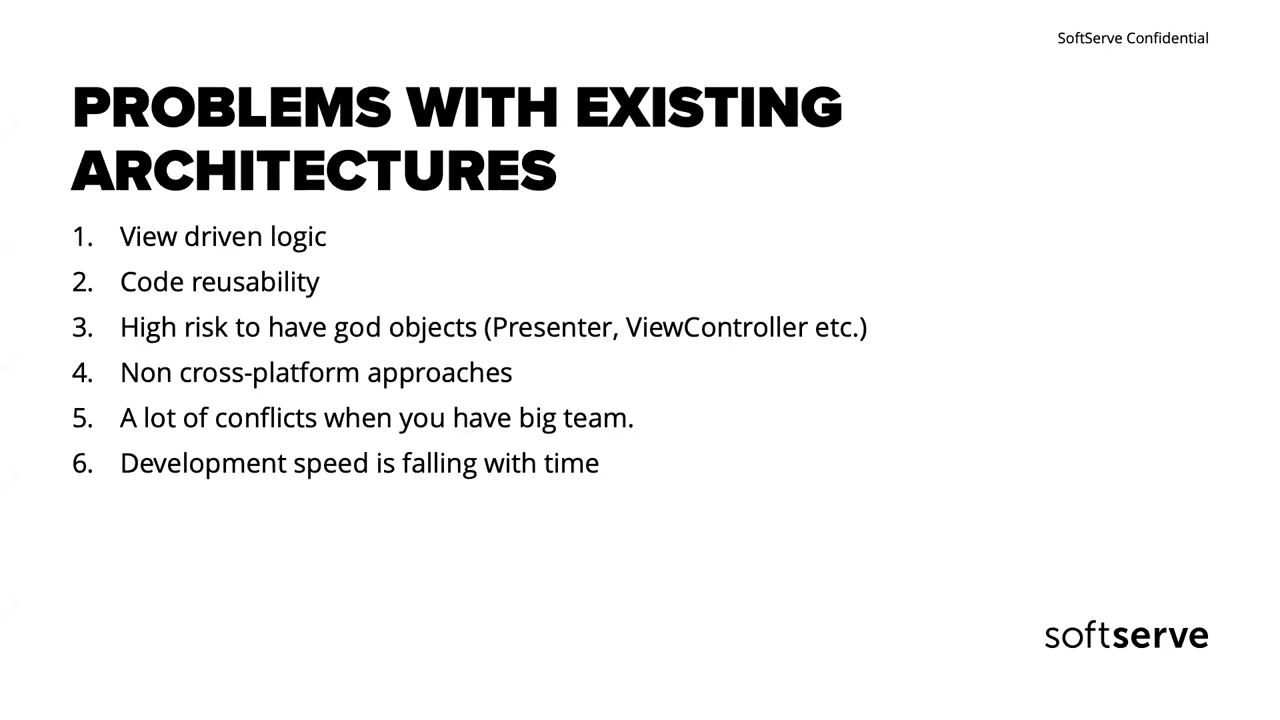 SoftServe Confidential
PROBLEMS WITH EXISTING
ARCHITECTURES
1. View driven logic
2. Code reusability
3. High risk to have god objects (Presenter, ViewController etc.)
4. Non cross-platform approaches
5. A lot of conflicts when you have big team.
6. Development speed is falling with time
softserve